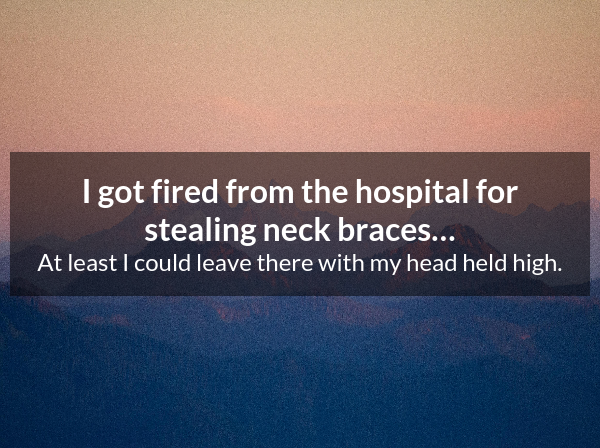 I got fired from the hospital for
stealing neck braces...
At least I could leave there with my head held high.